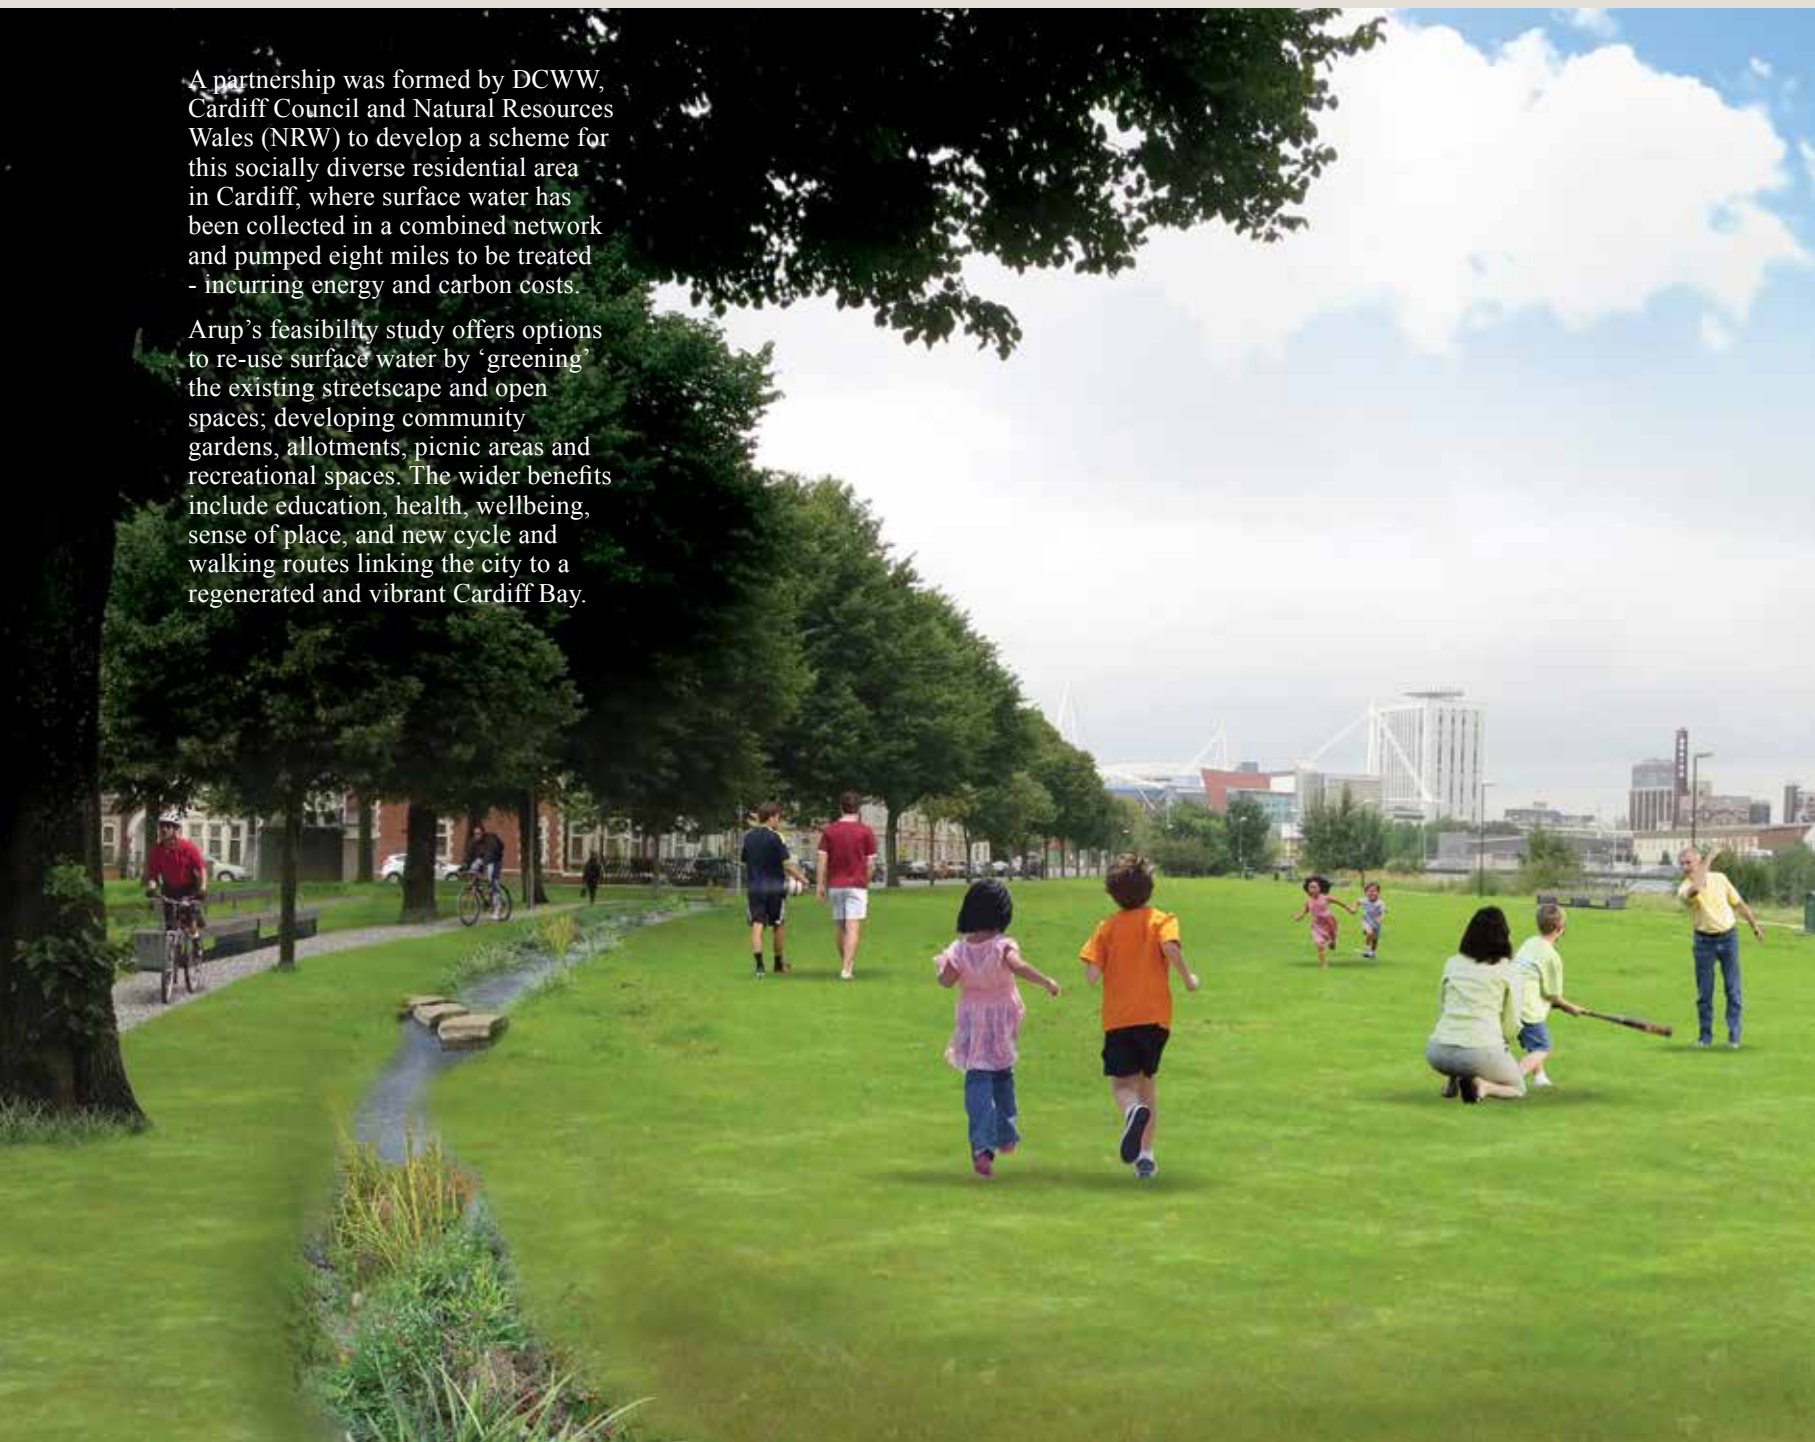 A partnership was formed by DCWW,
Cardiff Council and Natural Resources
Wales (NRW) to develop a scheme for
this socially diverse residential area
in Cardiff, where surface water has
been collected in a combined network
and pumped eight miles to be treated
- incurring energy and carbon costs.
Arup’s feasibility study offers options
to re-use surface water by ‘greening’
the existing streetscape and open
spaces; developing community
gardens, allotments, picnic areas and
recreational spaces. The wider benefits
include education, health, wellbeing,
sense of place, and new cycle and
walking routes linking the city to a
regenerated and vibrant Cardiff Bay.